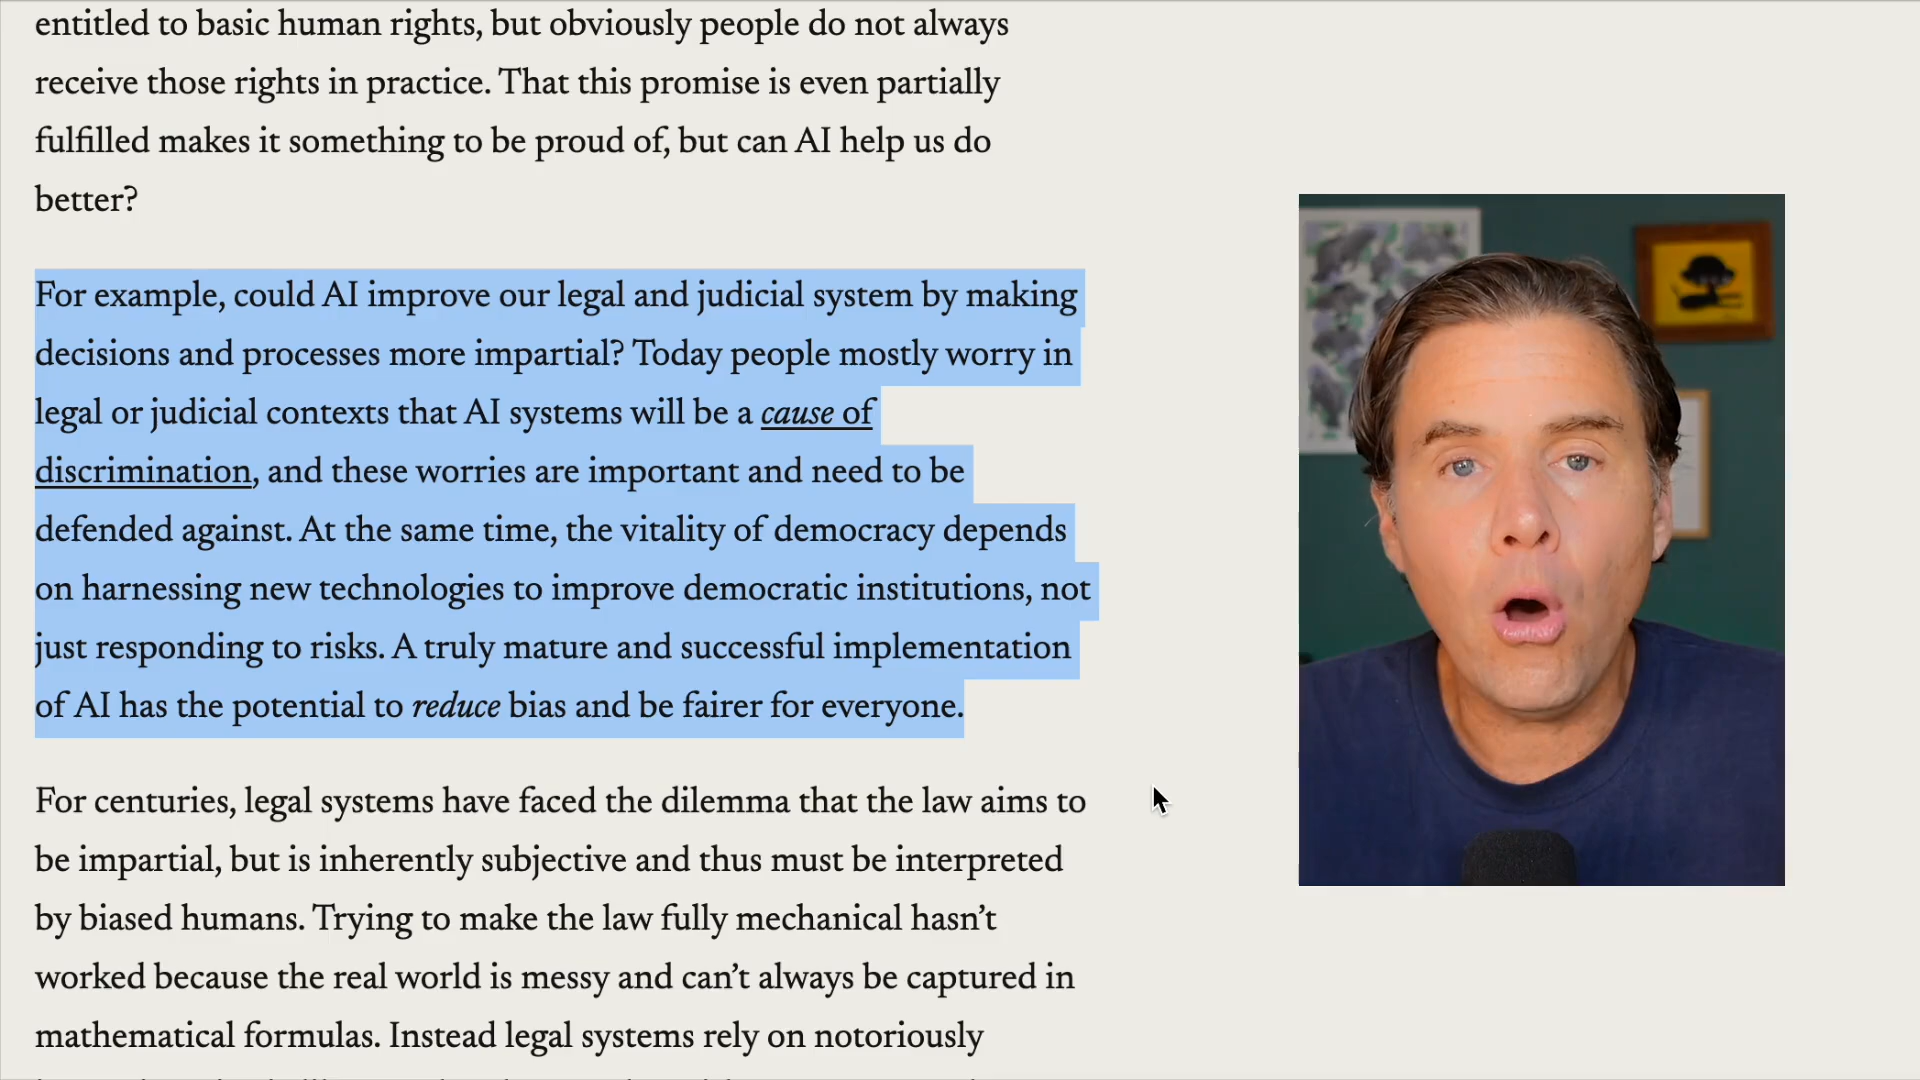 entitled to basic human rights, but obviously people do not always
receive those rights in practice. That this promise is even partially
fulfilled makes it something to be proud of, but can AI help us do
better?
For example, could AI improve our legal and judicial system by making
decisions and processes more impartial? Today people mostly worry in
legal or judicial contexts that AI systems will be a cause of
discrimination, and these worries are important and need to be
defended against. At the same time, the vitality of democracy depends
on harnessing new technologies to improve democratic institutions, not
just responding to risks. A truly mature and successful implementation
of AI has the potential to reduce bias and be fairer for everyone.
For centuries, legal systems have faced the dilemma that the law aims to
be impartial, but is inherently subjective and thus must be interpreted
by biased humans. Trying to make the law fully mechanical hasn’t
worked because the real world is messy and can’t always be captured in
mathematical formulas. Instead legal systems rely on notoriously